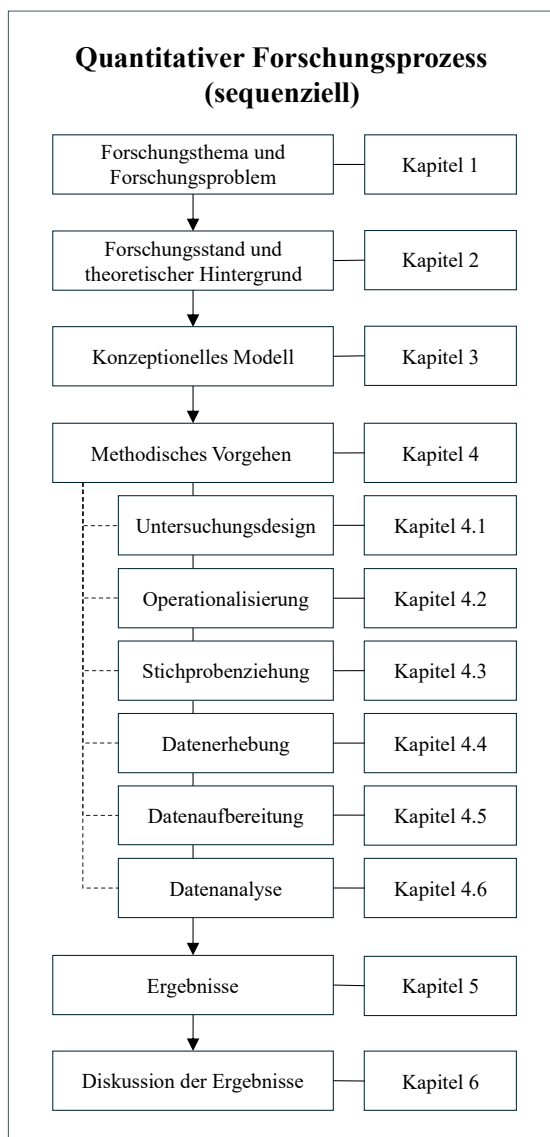 Quantitativer Forschungsprozess
(sequenziell)
Forschungsthema und
Forschungsproblem
Kapitel 1
Forschungsstand und
theoretischer Hintergrund
Kapitel 2
Konzeptionelles Modell
Kapitel 3
Methodisches Vorgehen
Kapitel 4
Untersuchungsdesign
Kapitel 4.1
Operationalisierung
Kapitel 4.2
Stichprobenziehung
Kapitel 4.3
Datenerhebung
Kapitel 4.4
Datenaufbereitung
Kapitel 4.5
Datenanalyse
Kapitel 4.6
Ergebnisse
Kapitel 5
Diskussion der Ergebnisse
Kapitel 6